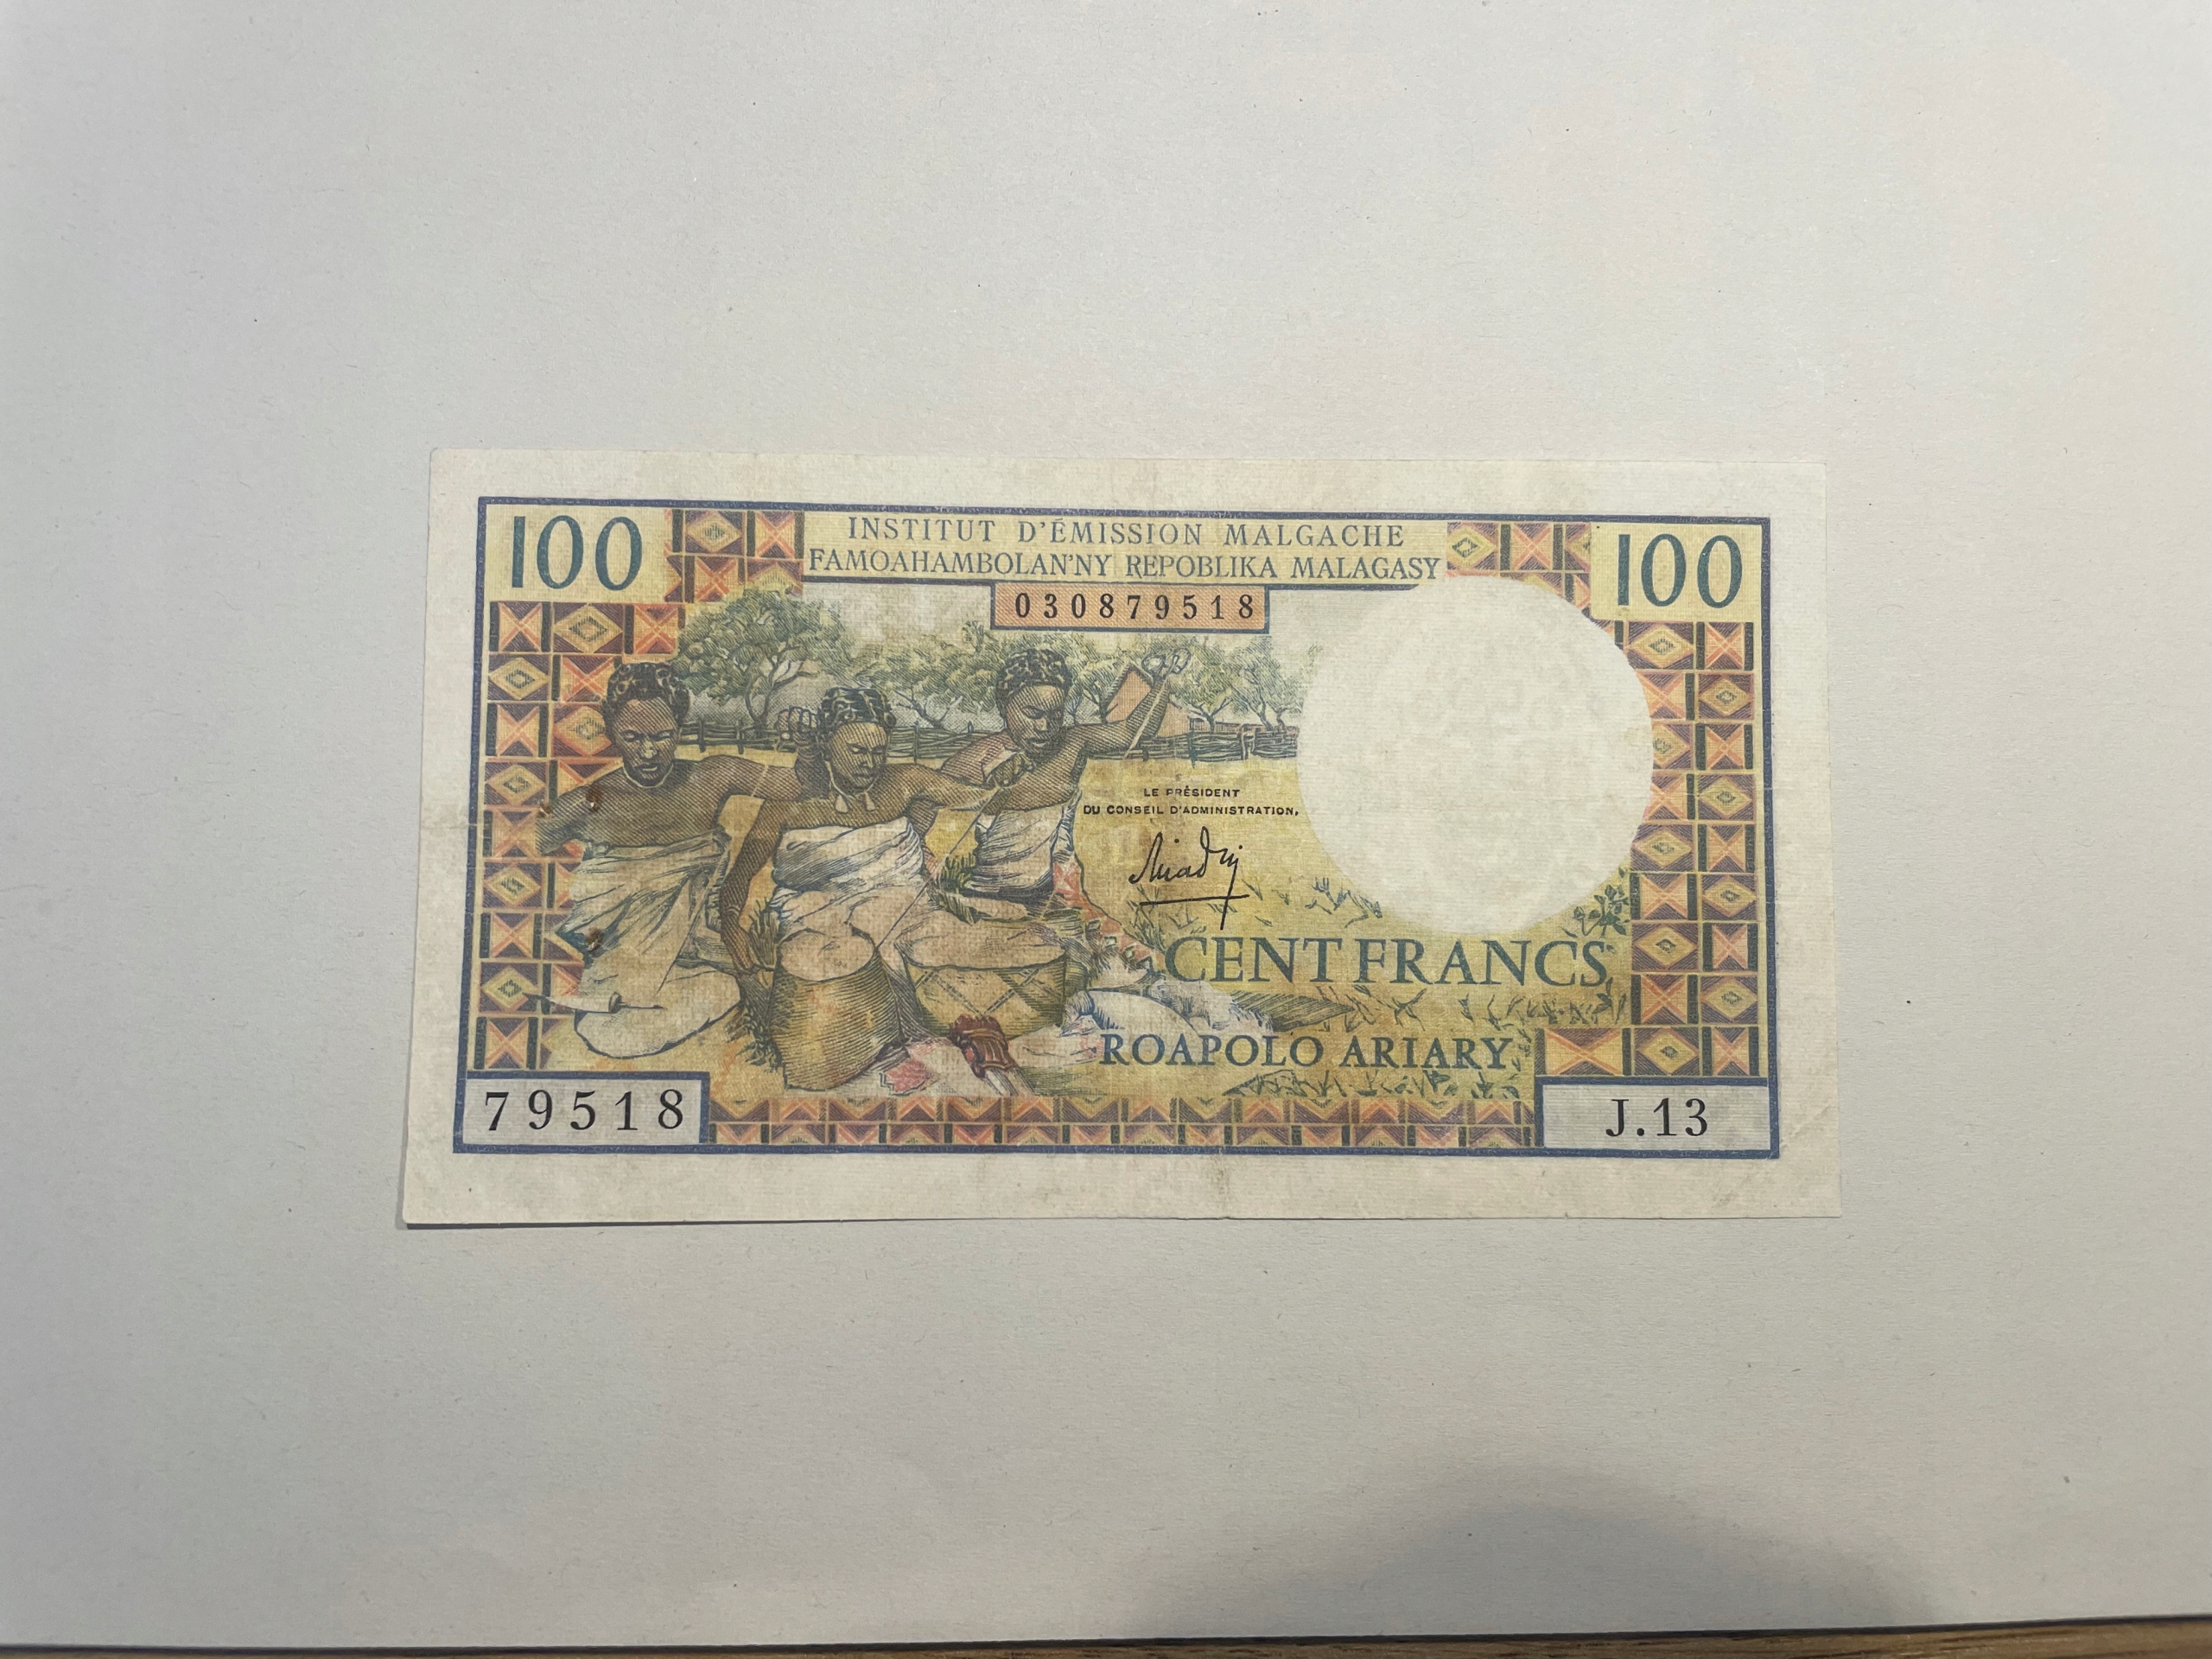 100
INSTITUT D'ÉMISSION MALGACHE
FAMOAHAMBOLAN'NY REPOBLIKA MALAGASY
100
030879518
LE PRÉSIDENT
DU CONSEIL D'ADMINISTRATION,
CENT FRANCS
ROAPOLO ARIARY
79518
J.13